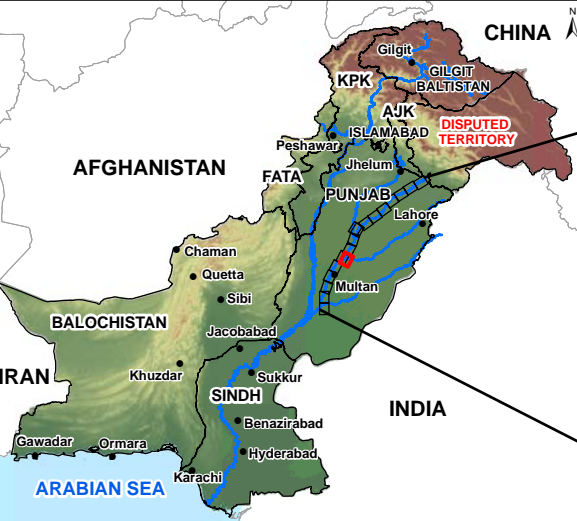 N
CHINA
Gilgit
GILGIT
BALTISTAN
KPK
AJK
DISPUTED
TERRITORY
ISLAMABAD
Peshawar
Jhelum
AFGHANISTAN
FATA
PUNJAB
Lahore
Chaman
Quetta
Multan
Sibi
BALOCHISTAN
Jacobabad
IRAN
Khuzdar
Sukkur
SINDH
INDIA
Benazirabad
Gawadar
Ormara
Hyderabad
Karachi
ARABIAN SEA